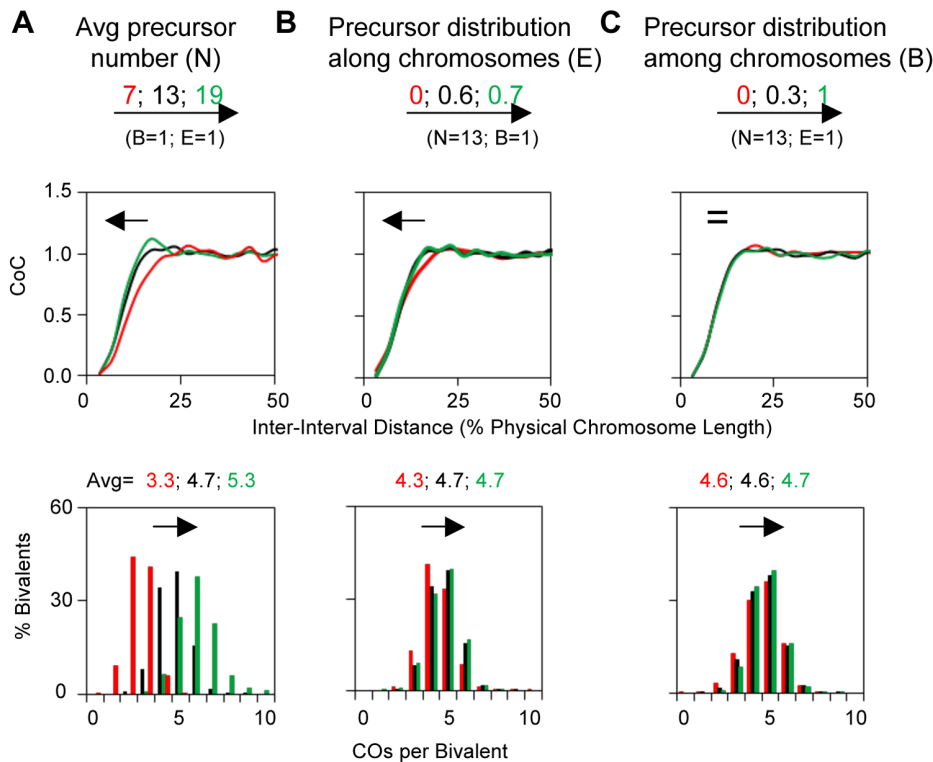 A
Avg precursor
number (N)
7; 13; 19
(B=1; E=1)
B
Precursor distribution
along chromosomes (E)
0; 0.6; 0.7
(N=13; B=1)
C
Precursor distribution
among chromosomes (B)
0; 0.3; 1
(N=13; E=1)
=
CoC
1.5
1.0
0.5
0.0
0 25 50
0 25 50
0 25 50
Inter-Interval Distance (% Physical Chromosome Length)
Avg= 3.3; 4.7; 5.3
4.3; 4.7; 4.7
4.6; 4.6; 4.7
% Bivalents
60
30
0
0 5 10
0 5 10
0 5 10
COs per Bivalent